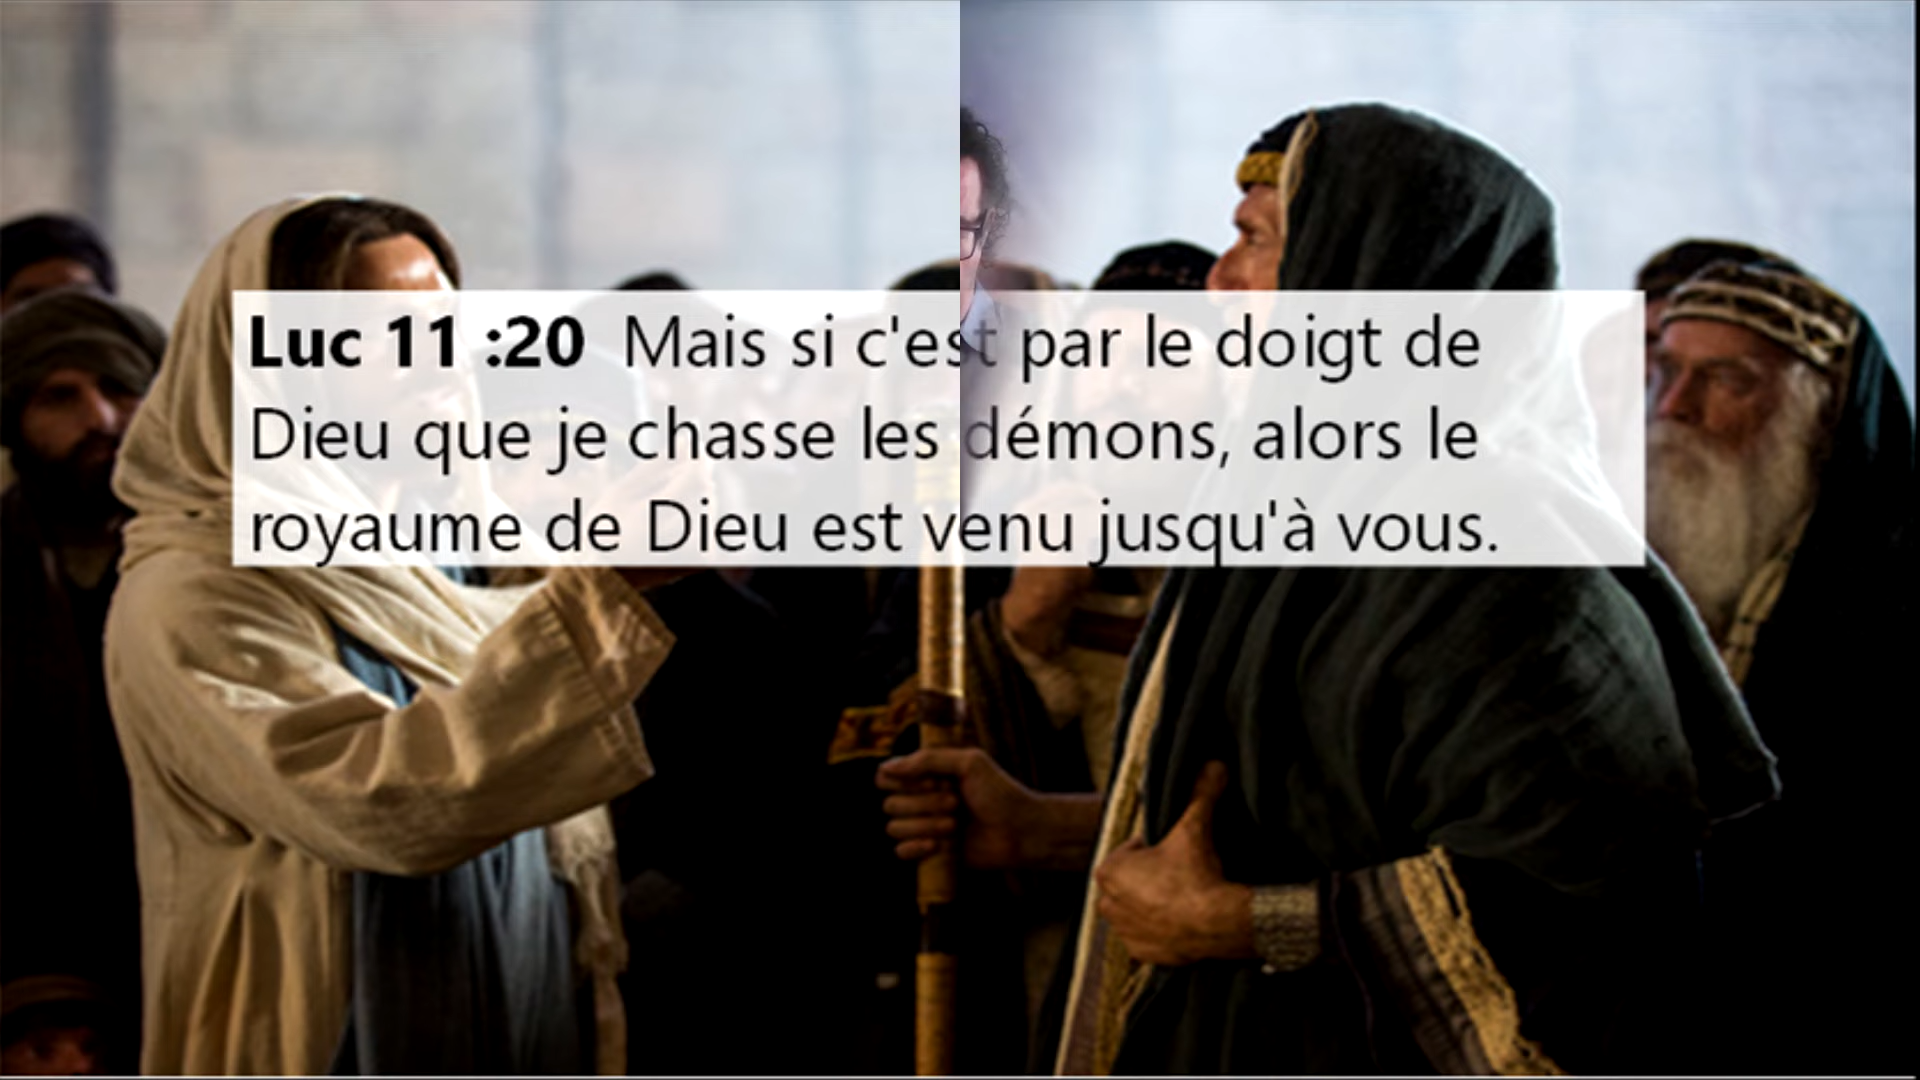 Luc 11 :20  Mais si c'est par le doigt de
Dieu que je chasse les démons, alors le
royaume de Dieu est venu jusqu'à vous.